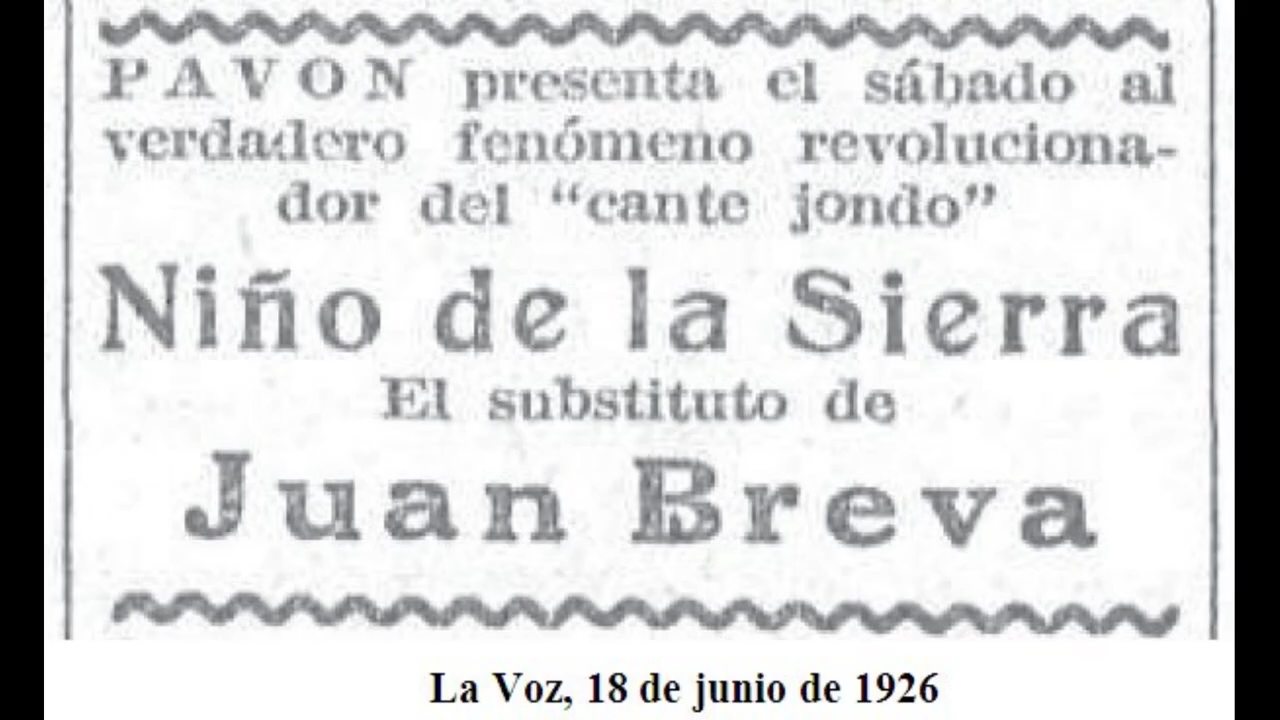 PAVON presenta el sábado al
verdadero fenómeno revoluciona-
dor del “cante jondo”
Niño de la Sierra
El substituto de
Juan Breva
La Voz, 18 de junio de 1926